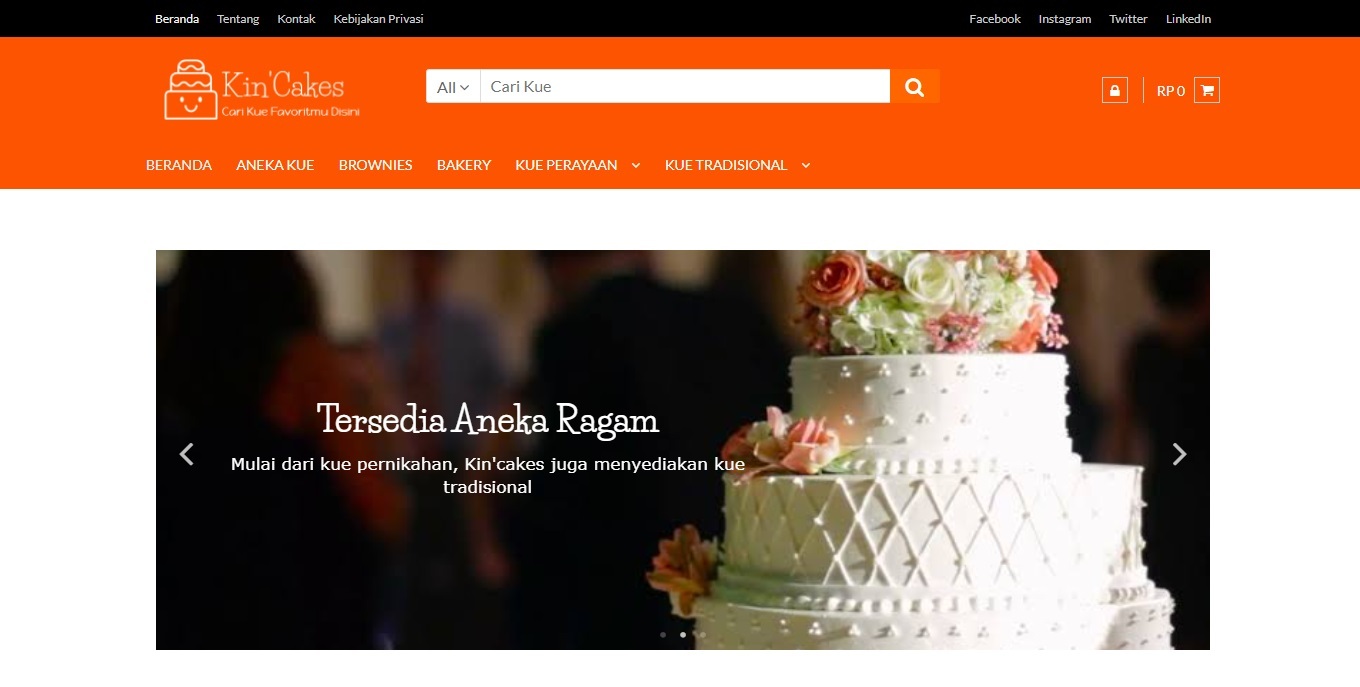 Beranda Tentang Kontak Kebijakan Privasi Facebook Instagram Twitter LinkedIn
Kin'Cakes
Cari Kue Favoritmu Disini
All Cari Kue
RP 0
BERANDA ANEKA KUE BROWNIES BAKERY KUE PERAYAAN KUE TRADISIONAL
Tersedia Aneka Ragam
Mulai dari kue pernikahan, Kin'cakes juga menyediakan kue
tradisional